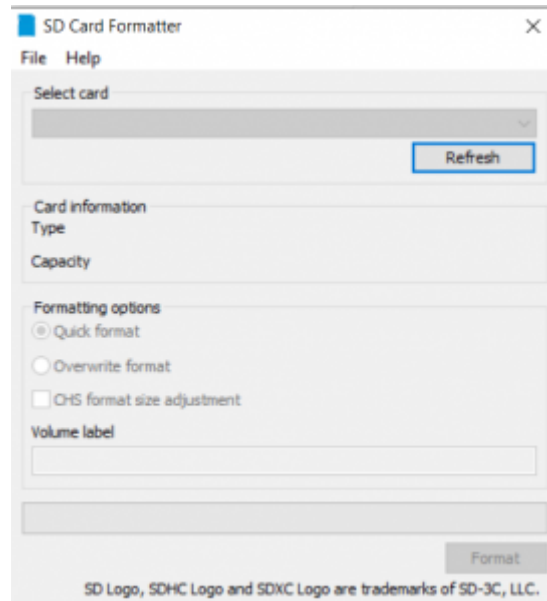 SD Card Formatter
File Help
Select card
Refresh
Card information
Type
Capacity
Formatting options
Quick format
Overwrite format
CHS format size adjustment
Volume label
Format
SD Logo, SDHC Logo and SDXC Logo are trademarks of SD-3C, LLC.